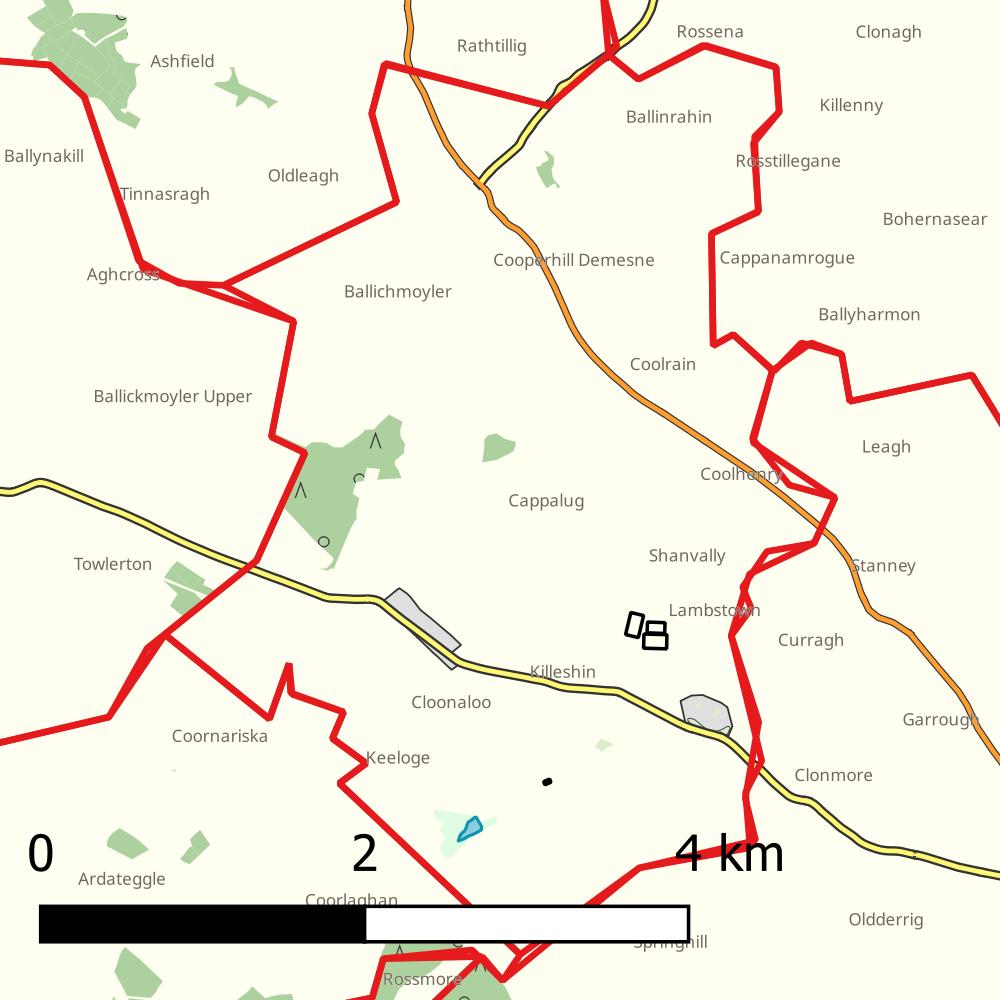 Rossena
Clonagh
Rathtillig
Ashfield
Killenny
Ballinrahin
Ballynakill
Rosstillegane
Oldleagh
Tinnasragh
Bohernasear
Cappanamrogue
Cooperhill Demesne
Aghcross
Ballichmoyler
Ballyharmon
Coolrain
Ballickmoyler Upper
Leagh
Coolhenry
Cappalug
Shanvally
Towlerton
Stanney
Lambstown
Curragh
Killeshin
Cloonaloo
Garrough
Coornariska
Keeloge
Clonmore
0 2 4 km
Ardateggle
Coorlaghan
Oldderrig
Springhill
Rossmore